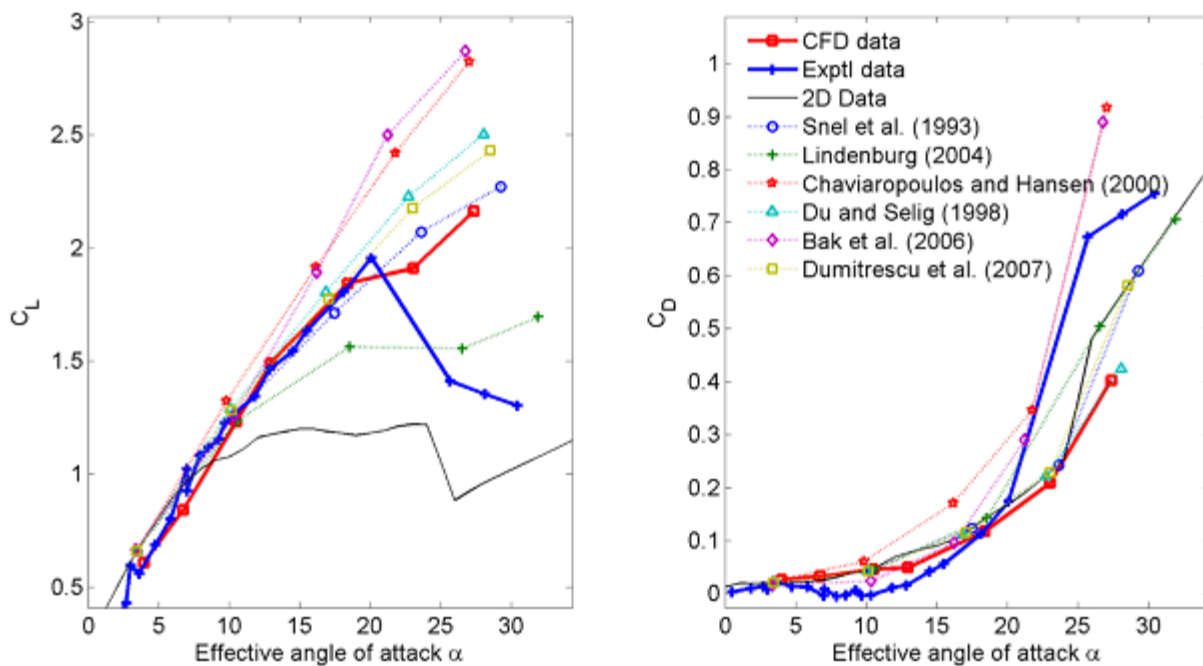 3
2.5
2
1.5
1
0.5
C_L
0 5 10 15 20 25 30
Effective angle of attack α
1
0.9
0.8
0.7
0.6
0.5
0.4
0.3
0.2
0.1
0
C_D
0 5 10 15 20 25 30
Effective angle of attack α
CFD data
Exptl data
2D Data
Snel et al. (1993)
Lindenburg (2004)
Chaviaropoulos and Hansen (2000)
Du and Selig (1998)
Bak et al. (2006)
Dumitrescu et al. (2007)